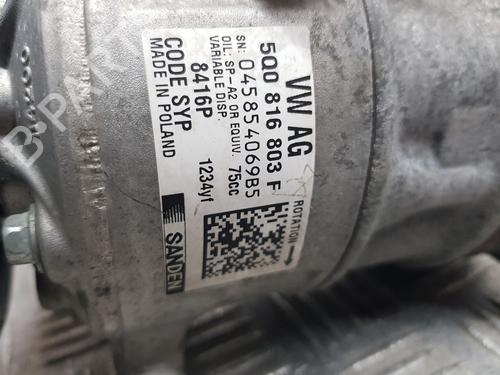 VW AG
5Q0 816 803 F
SN: 045854069B5
OIL: SP-A2 OR EQUIV. 75cc
VARIABLE DISP.
8416P 1234yf
CODE SYP
MADE IN POLAND
ROTATION
SANDEN